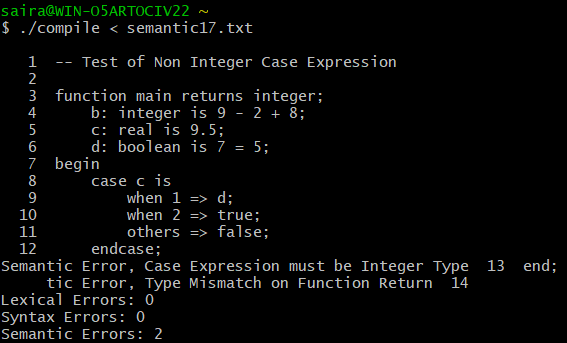 saira@WIN-O5ARTOCIV22 ~
$ ./compile < semantic17.txt
1 -- Test of Non Integer Case Expression
2
3 function main returns integer;
4 b: integer is 9 - 2 + 8;
5 c: real is 9.5;
6 d: boolean is 7 = 5;
7 begin
8 case c is
9 when 1 => d;
10 when 2 => true;
11 others => false;
12 endcase;
Semantic Error, Case Expression must be Integer Type 13 end;
tic Error, Type Mismatch on Function Return 14
Lexical Errors: 0
Syntax Errors: 0
Semantic Errors: 2